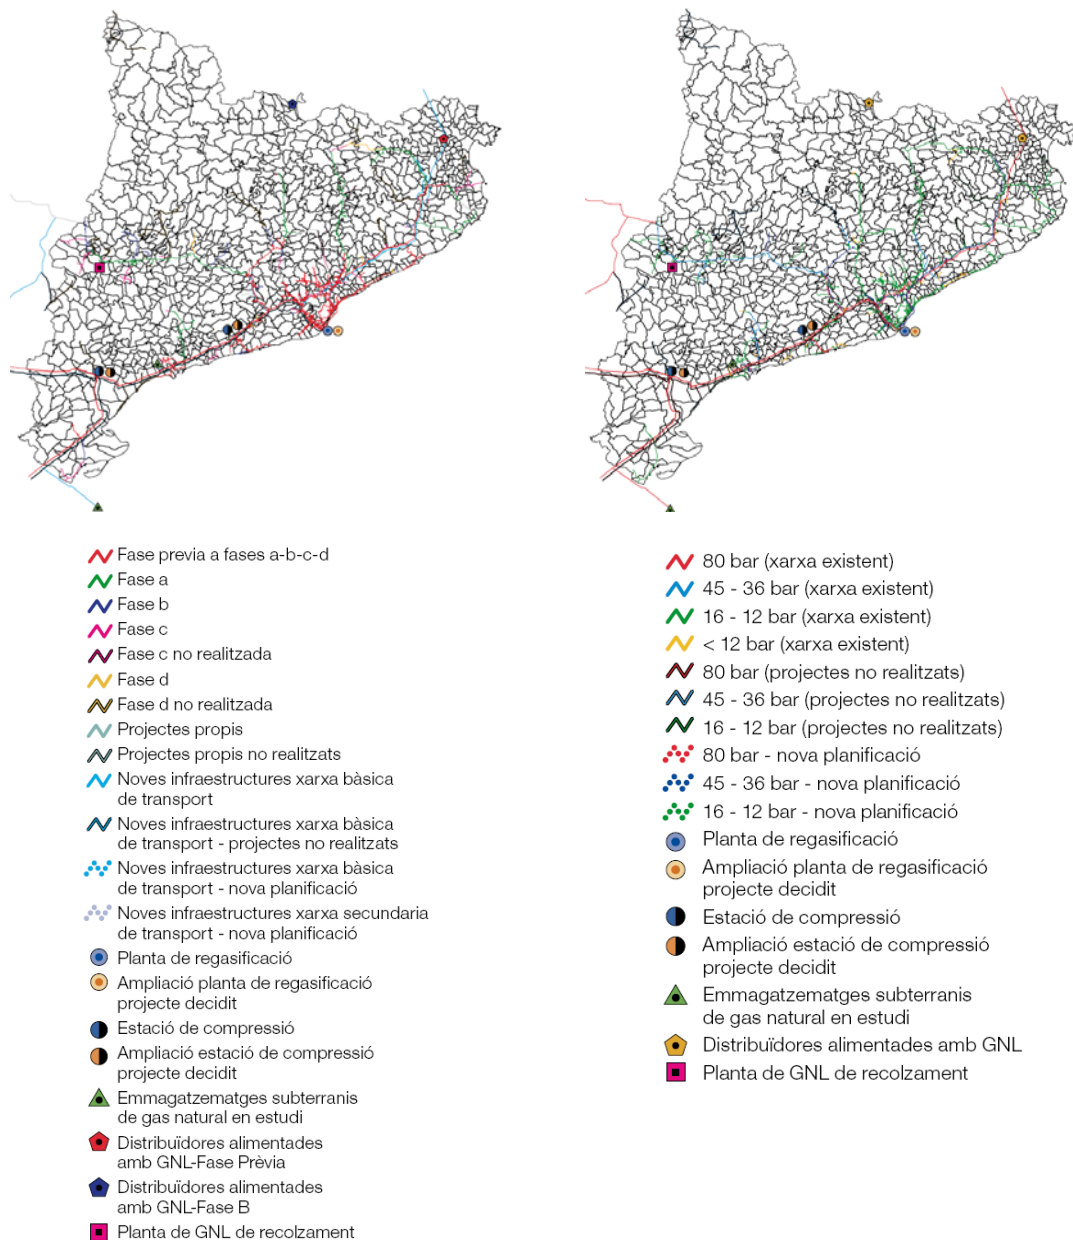 Fase previa a fases a-b-c-d
Fase a
Fase b
Fase c
Fase c no realitzada
Fase d
Fase d no realitzada
Projectes propis
Projectes propis no realitzats
Noves infraestructures xarxa bàsica
de transport
Noves infraestructures xarxa bàsica
de transport - projectes no realitzats
Noves infraestructures xarxa bàsica
de transport - nova planificació
Noves infraestructures xarxa secundaria
de transport - nova planificació
Planta de regasificació
Ampliació planta de regasificació
projecte decidit
Estació de compressió
Ampliació estació de compressió
projecte decidit
Emmagatzematges subterranis
de gas natural en estudi
Distribuïdores alimentades
amb GNL-Fase Prèvia
Distribuïdores alimentades
amb GNL-Fase B
Planta de GNL de recolzament
80 bar (xarxa existent)
45 - 36 bar (xarxa existent)
16 - 12 bar (xarxa existent)
< 12 bar (xarxa existent)
80 bar (projectes no realitzats)
45 - 36 bar (projectes no realitzats)
16 - 12 bar (projectes no realitzats)
80 bar - nova planificació
45 - 36 bar - nova planificació
16 - 12 bar - nova planificació
Planta de regasificació
Ampliació planta de regasificació
projecte decidit
Estació de compressió
Ampliació estació de compressió
projecte decidit
Emmagatzematges subterranis
de gas natural en estudi
Distribuïdores alimentades amb GNL
Planta de GNL de recolzament